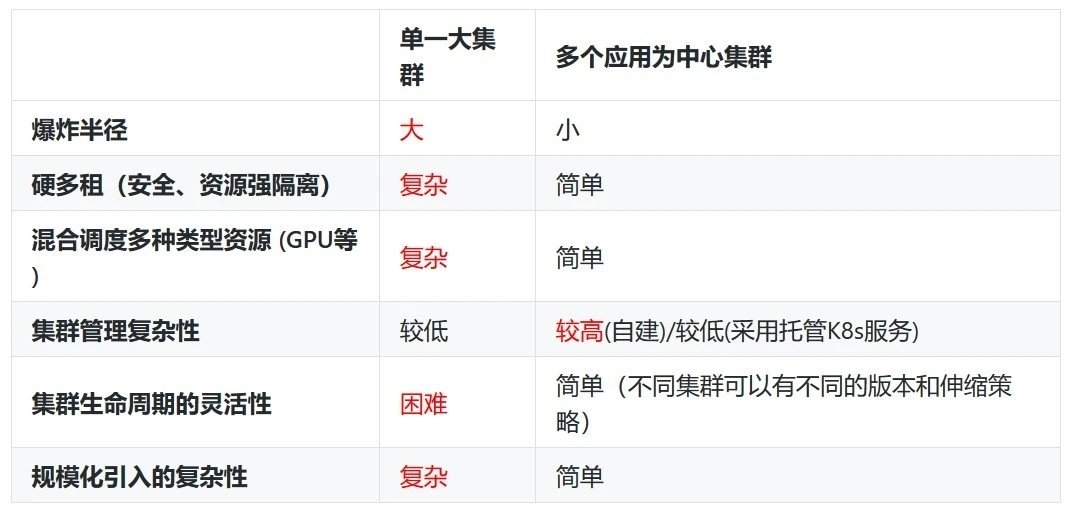 单一大集
群
多个应用为中心集群
爆炸半径
大
小
硬多租（安全、资源强隔离）
复杂
简单
混合调度多种类型资源 (GPU等
)
复杂
简单
集群管理复杂性
较低
较高(自建)/较低(采用托管K8s服务)
集群生命周期的灵活性
困难
简单（不同集群可以有不同的版本和伸缩策
略）
规模化引入的复杂性
复杂
简单